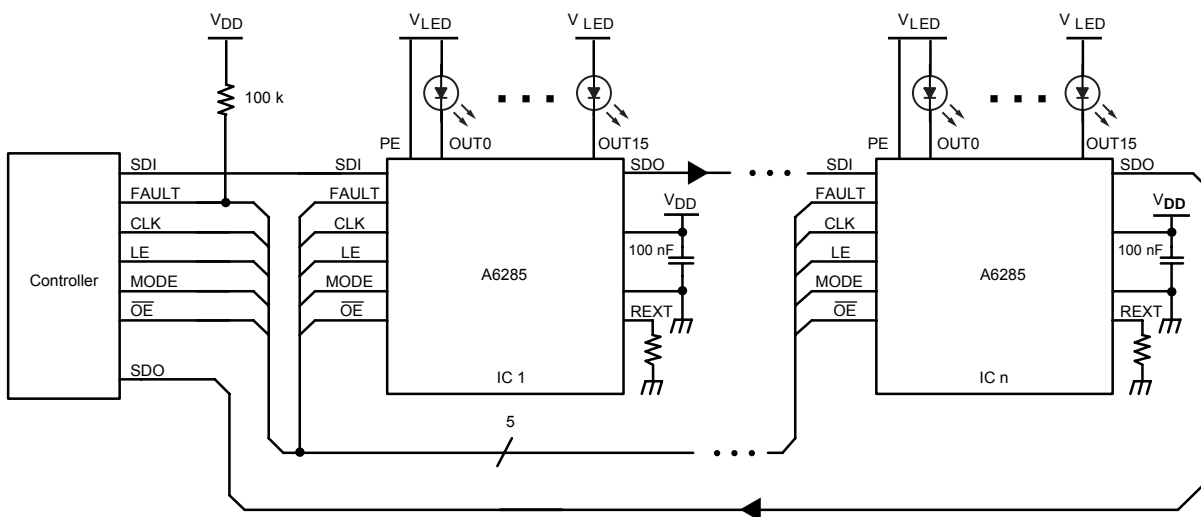 VDD
VLED
V LED
VLED
V LED
100 k
PE
OUT0
OUT15
PE
OUT0
OUT15
SDI
SDI
SDO
SDI
SDO
FAULT
FAULT
FAULT
VDD
VDD
CLK
CLK
CLK
100 nF
100 nF
LE
LE
LE
Controller
MODE
MODE
A6285
MODE
A6285
OE
OE
REXT
OE
REXT
SDO
IC 1
IC n
5